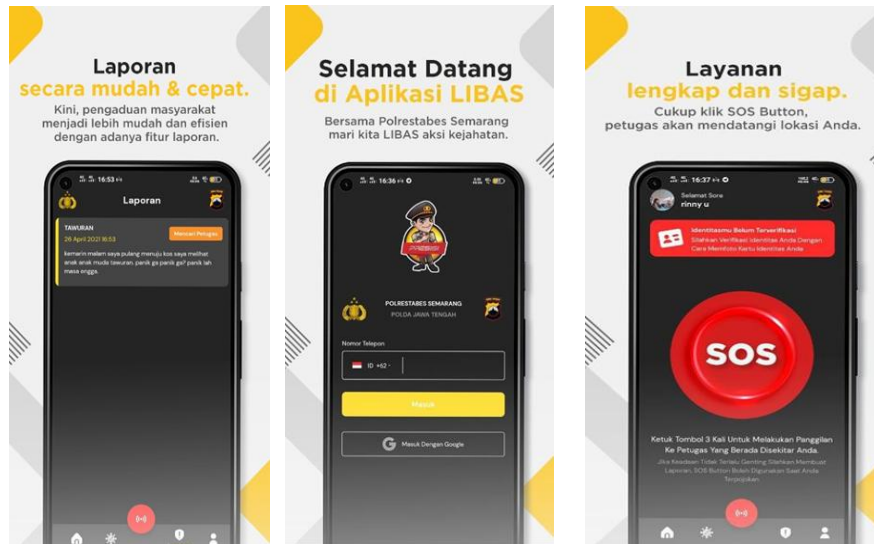 Laporan
secara mudah & cepat.
Kini, pengaduan masyarakat
menjadi lebih mudah dan efisien
dengan adanya fitur laporan.
16:53
Laporan
TAWURAN
26 April 2021 16:53
Mencari Petugas
kemarin malam saya pulang menuju kos saya melihat
anak anak muda tawuran. panik ga panik ga? panik lah
masa engga.
Selamat Datang
di Aplikasi LIBAS
Bersama Polrestabes Semarang
mari kita LIBAS aksi kejahatan.
16:36
PRESISI
POLRESTABES SEMARANG
POLDA JAWA TENGAH
Nomor Telepon
ID +62 -
Masuk
G Masuk Dengan Google
Layanan
lengkap dan sigap.
Cukup klik SOS Button,
petugas akan mendatangi lokasi Anda.
16:37
Selamat Sore
rinny u
Identitasmu Belum Terverifikasi
Silahkan Verifikasi Identitas Anda Dengan
Cara Memfoto Kartu Identitas Anda
SOS
Ketuk Tombol 3 Kali Untuk Melakukan Panggilan
Ke Petugas Yang Berada Disekitar Anda.
Jika Keadaan Tidak Terlalu Genting Silahkan Membuat
Laporan, SOS Button Boleh Digunakan Saat Anda
Terpojokan